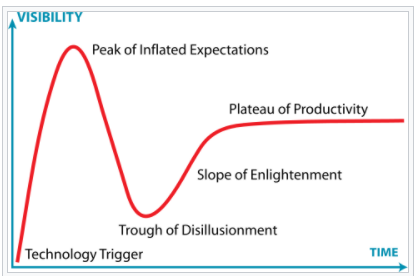 VISIBILITY
Peak of Inflated Expectations
Plateau of Productivity
Slope of Enlightenment
Trough of Disillusionment
Technology Trigger
TIME